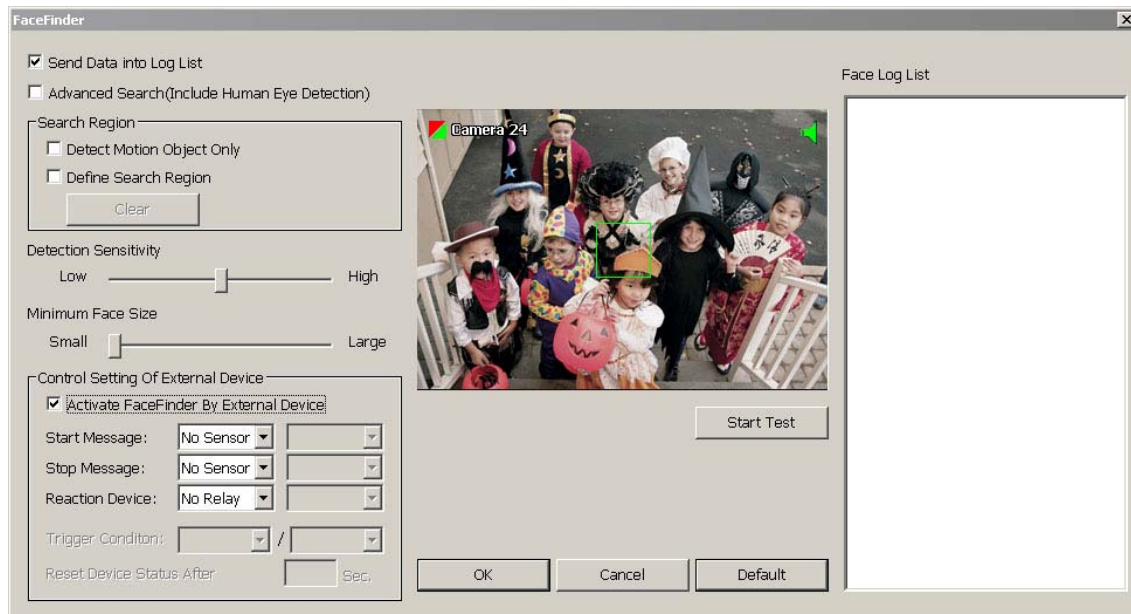 FaceFinder
Send Data into Log List
Advanced Search(Include Human Eye Detection)
Search Region
Detect Motion Object Only
Define Search Region
Clear
Detection Sensitivity
Low High
Minimum Face Size
Small Large
Control Setting Of External Device
Activate FaceFinder By External Device
Start Message: No Sensor
Stop Message: No Sensor
Reaction Device: No Relay
Trigger Conditon: /
Reset Device Status After Sec.
Camera 24
Start Test
OK Cancel Default
Face Log List